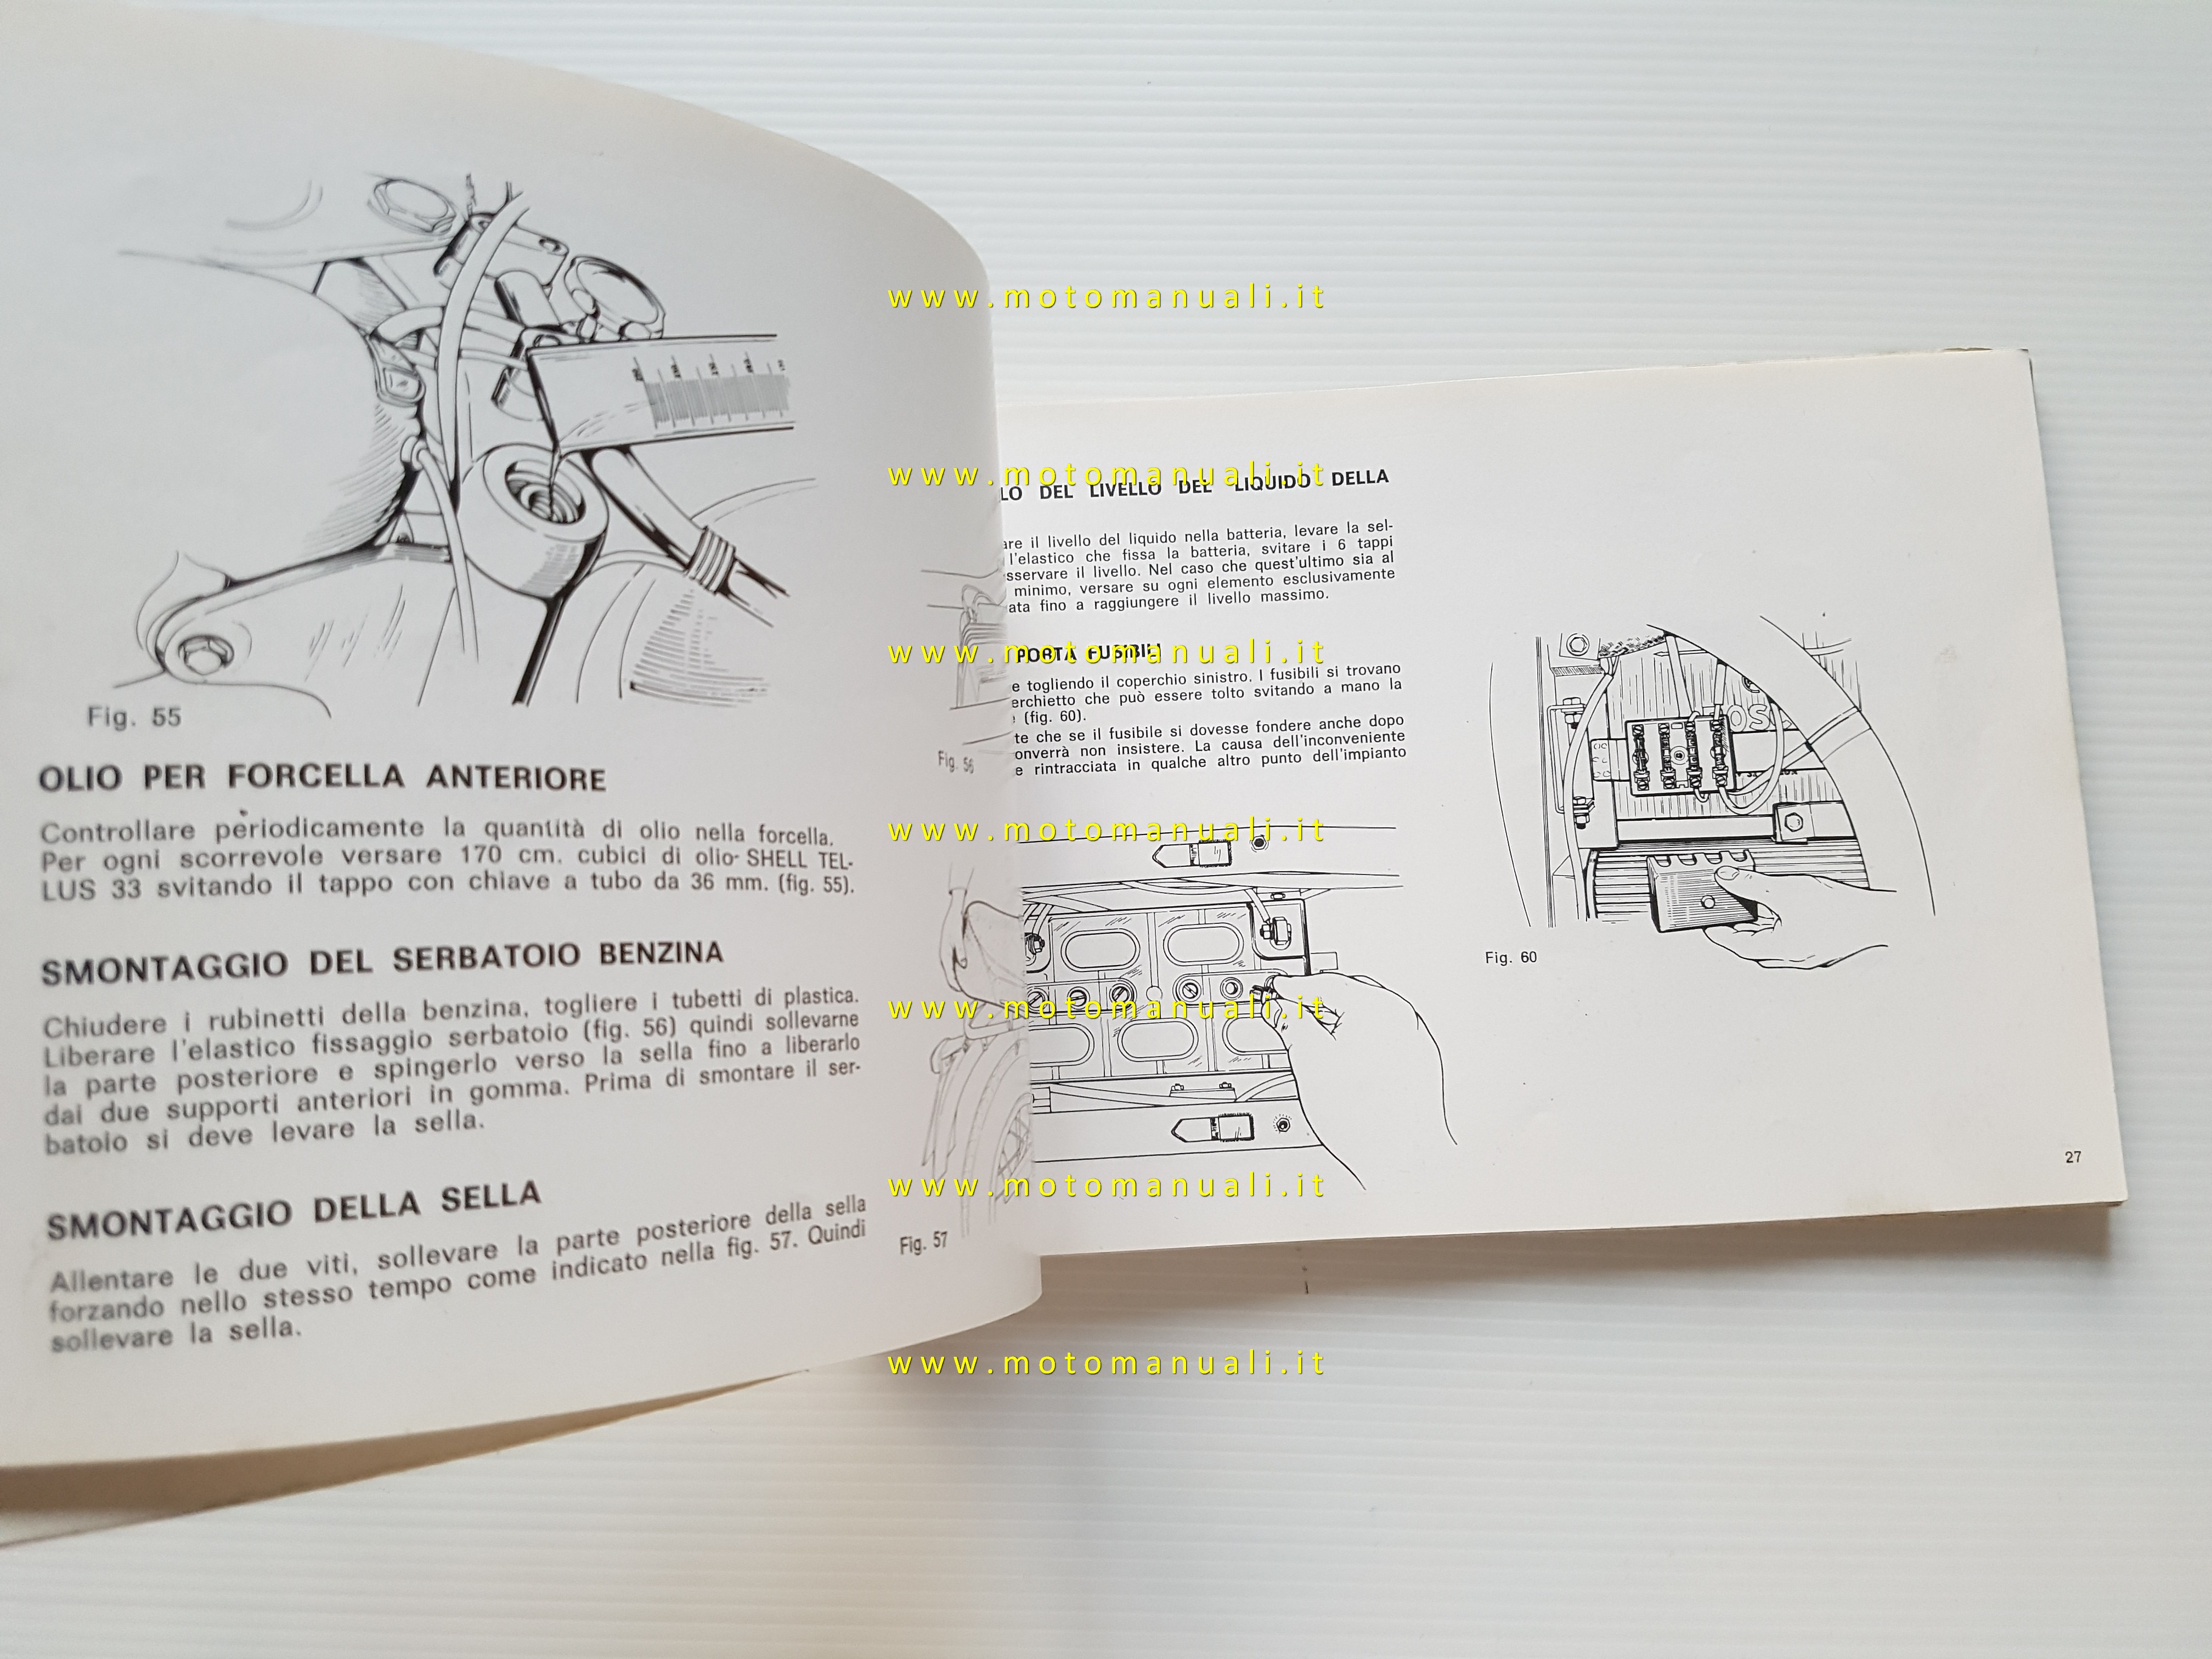 Fig. 55
OLIO PER FORCELLA ANTERIORE
Controllare periodicamente la quantità di olio nella forcella.
Per ogni scorrevole versare 170 cm. cubici di olio SHELL TEL-
LUS 33 svitando il tappo con chiave a tubo da 36 mm. (fig. 55).
SMONTAGGIO DEL SERBATOIO BENZINA
Chiudere i rubinetti della benzina, togliere i tubetti di plastica.
Liberare l'elastico fissaggio serbatoio (fig. 56) quindi sollevarne
la parte posteriore e spingerlo verso la sella fino a liberarlo
dai due supporti anteriori in gomma. Prima di smontare il ser-
batoio si deve levare la sella.
SMONTAGGIO DELLA SELLA
Allentare le due viti, sollevare la parte posteriore della sella
forzando nello stesso tempo come indicato nella fig. 57. Quindi
sollevare la sella.
Fig. 56
Fig. 57
LO DEL LIVELLO DEL LIQUIDO DELLA
are il livello del liquido nella batteria, levare la sel-
l'elastico che fissa la batteria, svitare i 6 tappi
sservare il livello. Nel caso che quest'ultimo sia al
minimo, versare su ogni elemento esclusivamente
ata fino a raggiungere il livello massimo.
PORTA FUSIBILI
e togliendo il coperchio sinistro. I fusibili si trovano
erchietto che può essere tolto svitando a mano la
(fig. 60).
te che se il fusibile si dovesse fondere anche dopo
onverrà non insistere. La causa dell'inconveniente
e rintracciata in qualche altro punto dell'impianto
Fig. 60
27
www.motomanuali.it
www.motomanuali.it
www.motomanuali.it
www.motomanuali.it
www.motomanuali.it
www.motomanuali.it
www.motomanuali.it